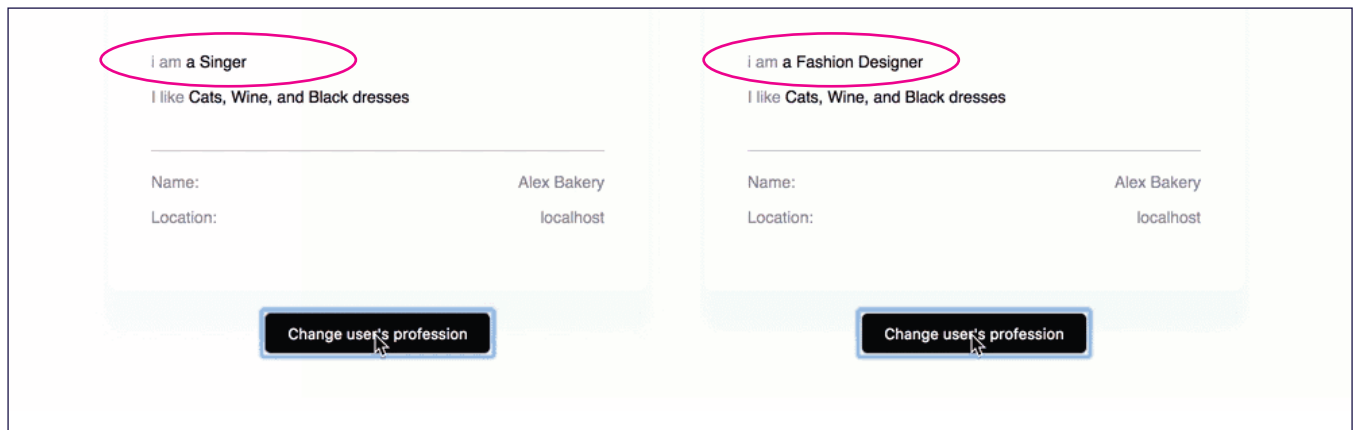 i am a Singer
I like Cats, Wine, and Black dresses
Name: Alex Bakery
Location: localhost
Change user's profession
i am a Fashion Designer
I like Cats, Wine, and Black dresses
Name: Alex Bakery
Location: localhost
Change user's profession